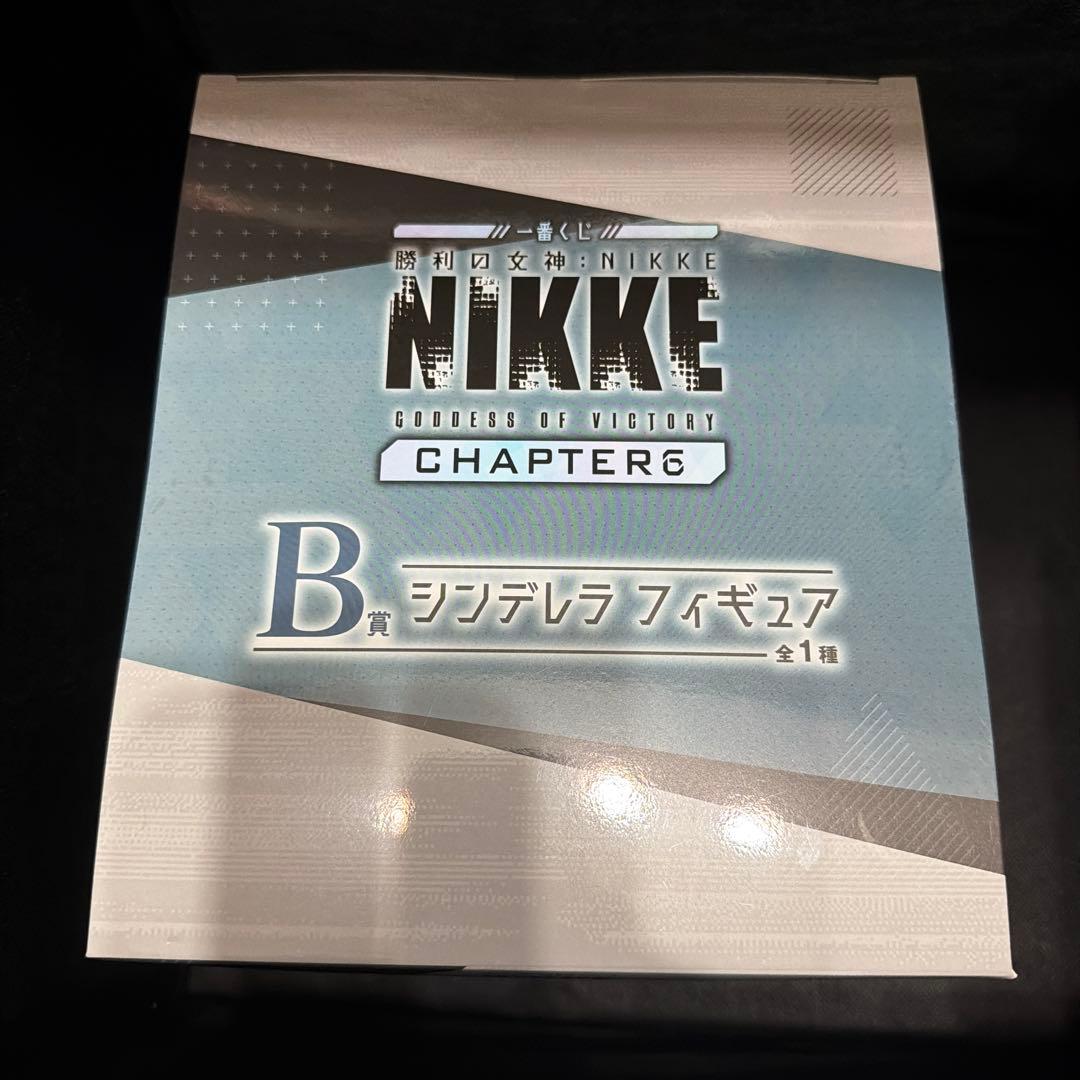 一番くじ
勝利の女神:NIKKE
NIKKE
GODDESS OF VICTORY
CHAPTER6
B賞 シンデレラ フィギュア
全1種